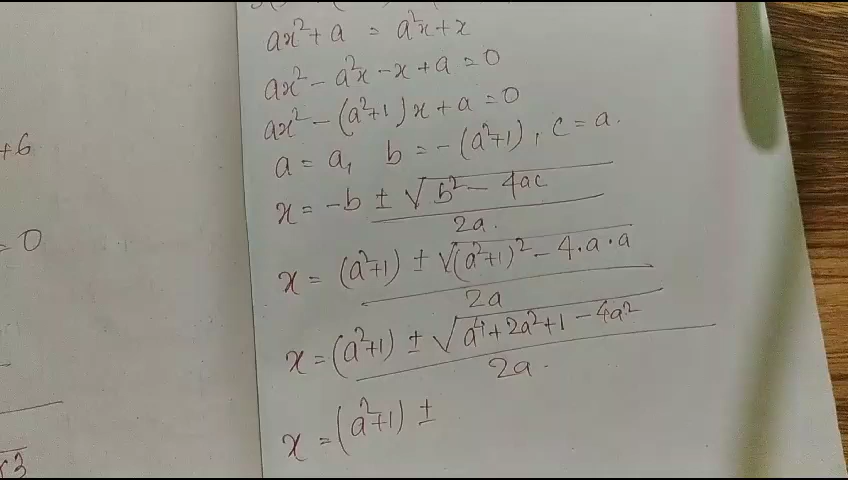 +6
= 0
√3
ax² + a = a²x + x
ax² - a²x - x + a = 0
ax² - (a²+1)x + a = 0
a = a, b = -(a²+1), c = a.
x = -b ± √b² - 4ac
2a.
x = (a²+1) ± √(a²+1)² - 4·a·a
2a
x = (a²+1) ± √a⁴ + 2a² + 1 - 4a²
2a.
x = (a²+1) ±